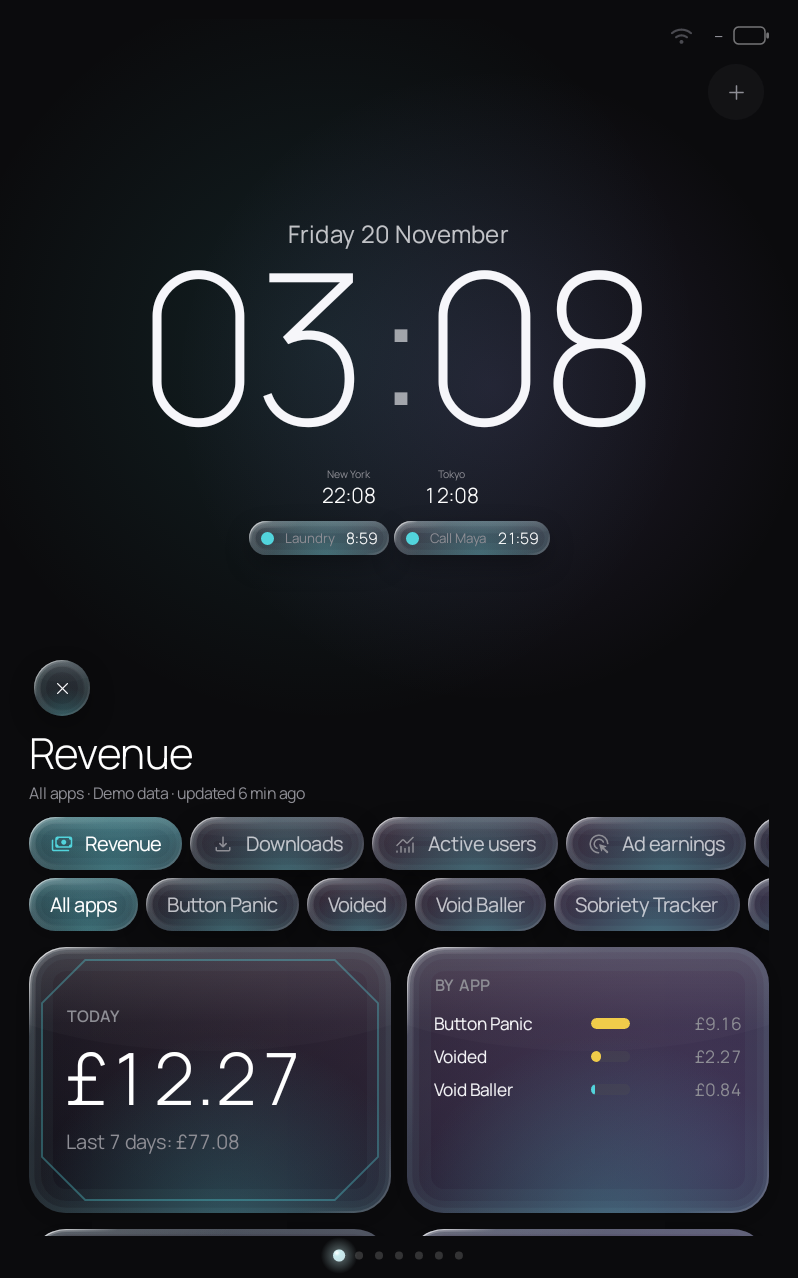 –
+
Friday 20 November
03:08
New York Tokyo
22:08 12:08
Laundry 8:59 Call Maya 21:59
Revenue
All apps · Demo data · updated 6 min ago
Revenue Downloads Active users Ad earnings
All apps Button Panic Voided Void Baller Sobriety Tracker
TODAY
£12.27
Last 7 days: £77.08
BY APP
Button Panic £9.16
Voided £2.27
Void Baller £0.84